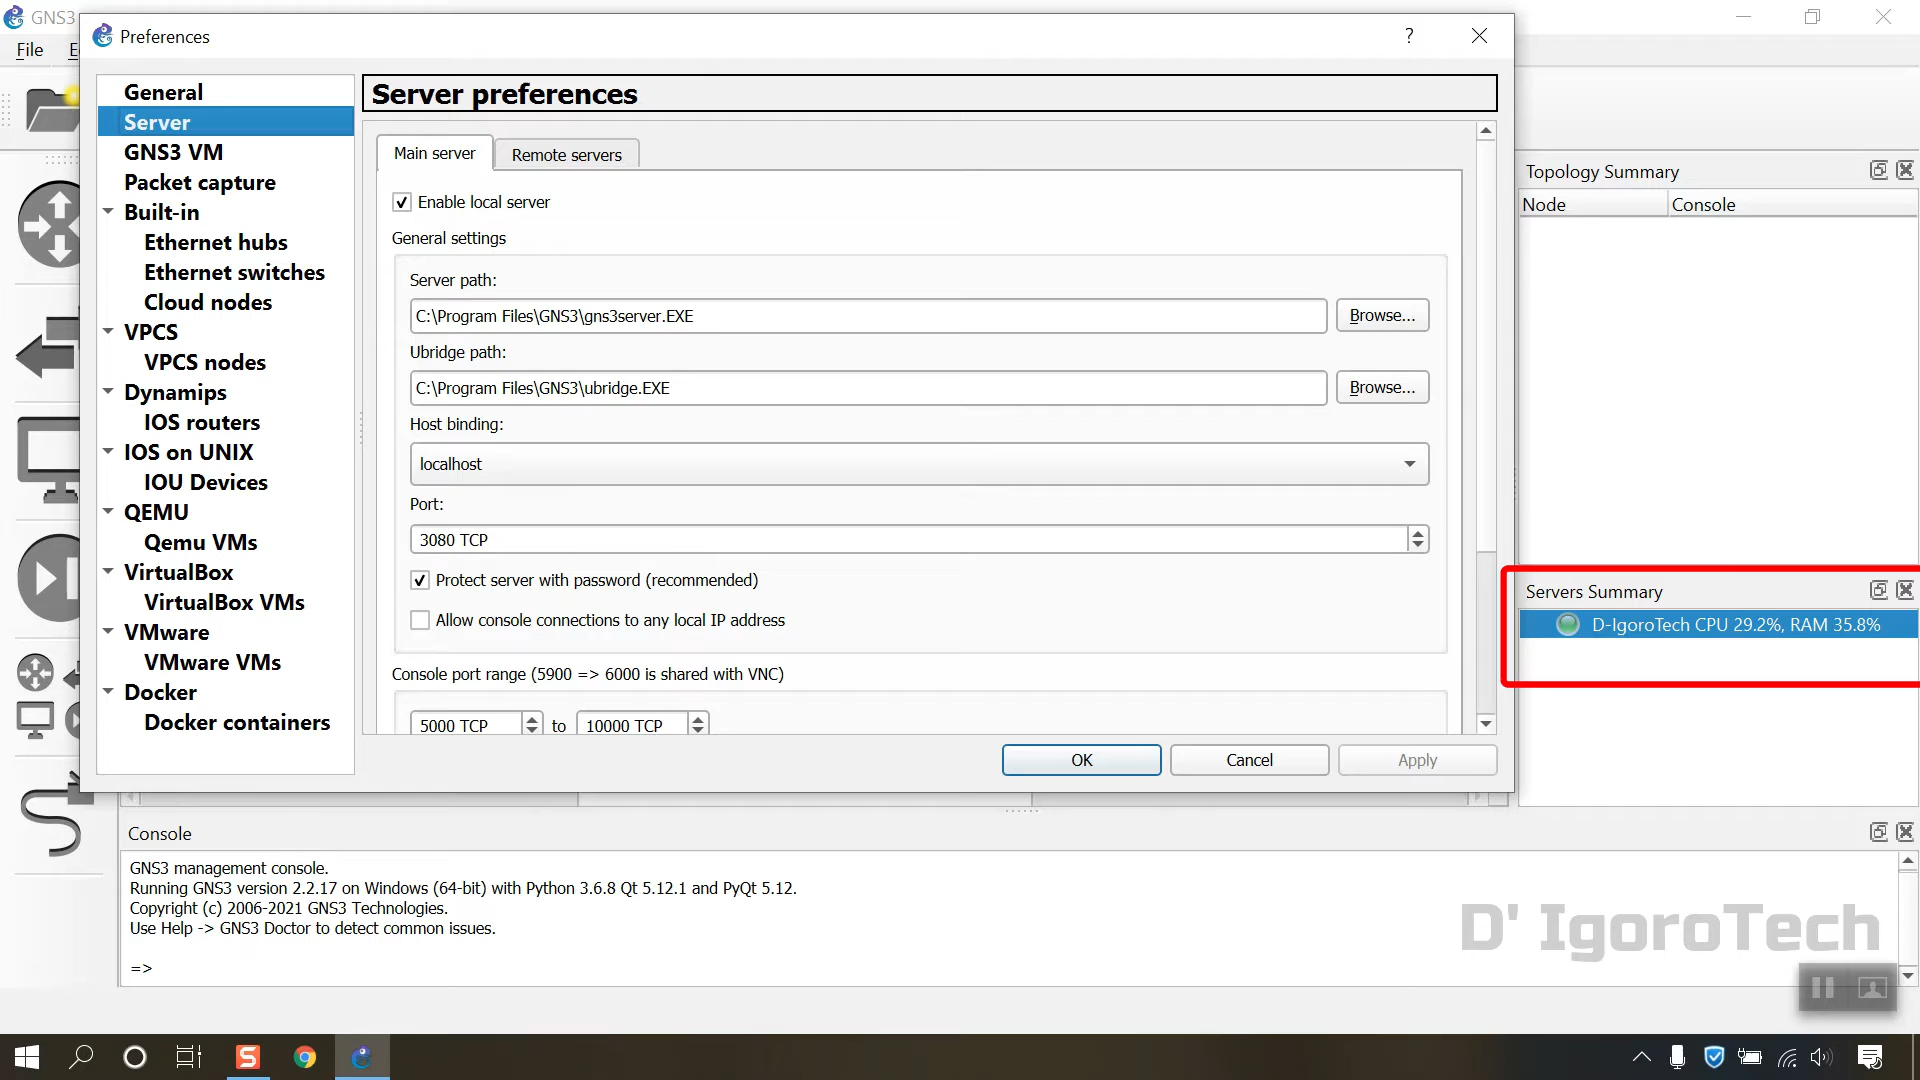 GNS3
Preferences
?
File
General
Server
GNS3 VM
Packet capture
Built-in
Ethernet hubs
Ethernet switches
Cloud nodes
VPCS
VPCS nodes
Dynamips
IOS routers
IOS on UNIX
IOU Devices
QEMU
Qemu VMs
VirtualBox
VirtualBox VMs
VMware
VMware VMs
Docker
Docker containers
Server preferences
Main server
Remote servers
Enable local server
General settings
Server path:
C:\Program Files\GNS3\gns3server.EXE
Browse...
Ubridge path:
C:\Program Files\GNS3\ubridge.EXE
Browse...
Host binding:
localhost
Port:
3080 TCP
Protect server with password (recommended)
Allow console connections to any local IP address
Console port range (5900 => 6000 is shared with VNC)
5000 TCP to 10000 TCP
OK
Cancel
Apply
Topology Summary
Node Console
Servers Summary
D-IgoroTech CPU 29.2%, RAM 35.8%
Console
GNS3 management console.
Running GNS3 version 2.2.17 on Windows (64-bit) with Python 3.6.8 Qt 5.12.1 and PyQt 5.12.
Copyright (c) 2006-2021 GNS3 Technologies.
Use Help -> GNS3 Doctor to detect common issues.
=>
D' IgoroTech